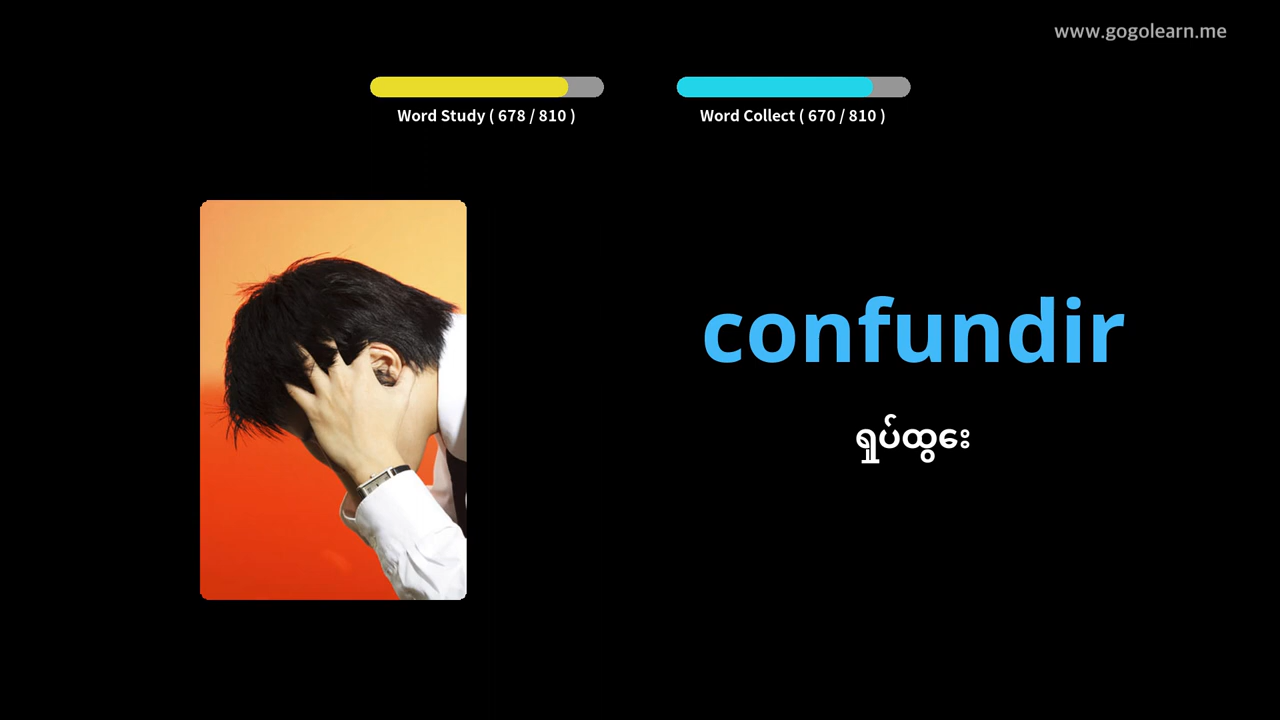 www.gogolearn.me
Word Study ( 678 / 810 )
Word Collect ( 670 / 810 )
confundir
ရှုပ်ထွေး